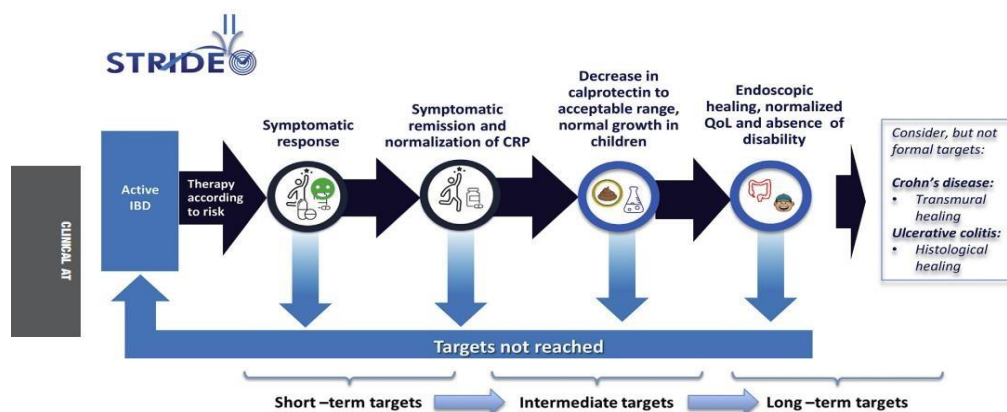 II
STRIDE
Decrease in
calprotectin to
acceptable range,
normal growth in
children
Endoscopic
healing, normalized
QoL and absence of
disability
Symptomatic
response
Symptomatic
remission and
normalization of CRP
Consider, but not
formal targets:
Crohn's disease:
• Transmural
healing
Ulcerative colitis:
• Histological
healing
Active
IBD
Therapy
according
to risk
CLINICAL AT
Targets not reached
Short –term targets
Intermediate targets
Long –term targets